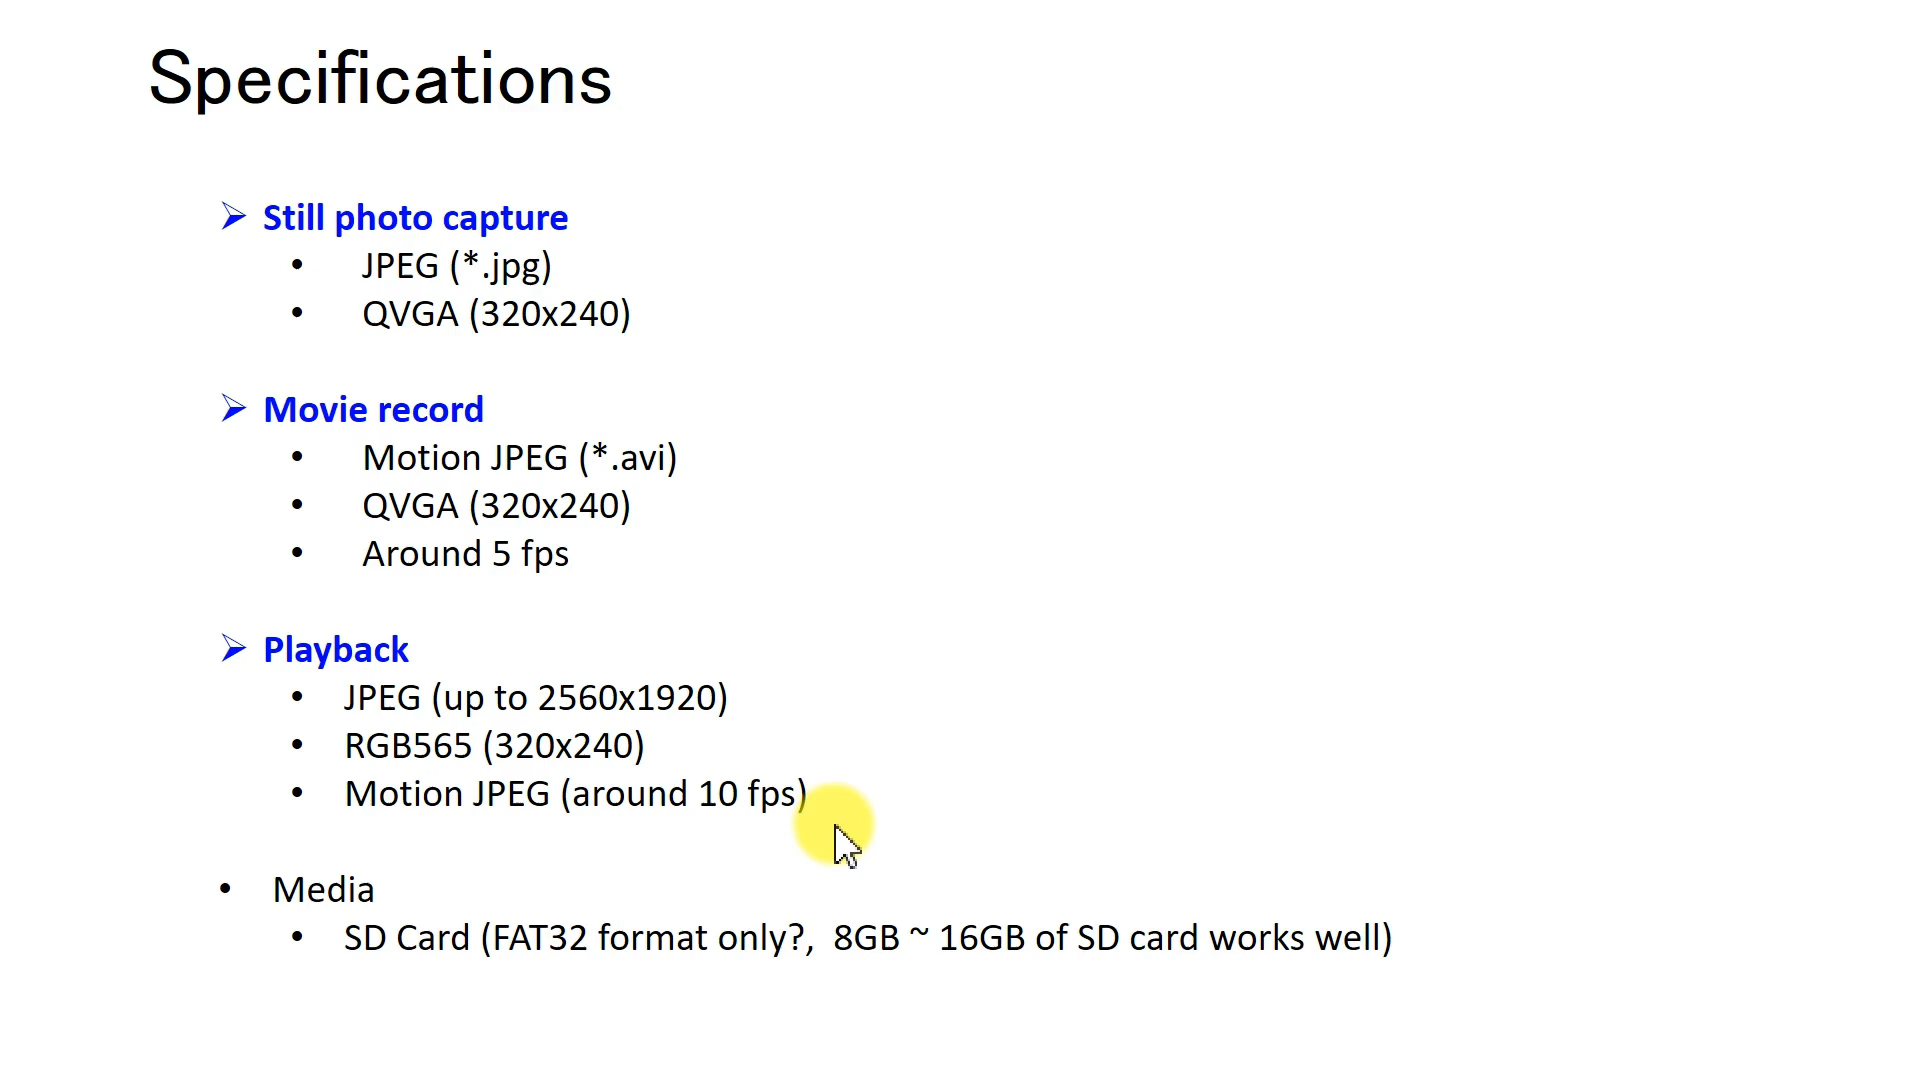 Specifications
Still photo capture
• JPEG (*.jpg)
• QVGA (320x240)
Movie record
• Motion JPEG (*.avi)
• QVGA (320x240)
• Around 5 fps
Playback
• JPEG (up to 2560x1920)
• RGB565 (320x240)
• Motion JPEG (around 10 fps)
• Media
• SD Card (FAT32 format only?, 8GB ~ 16GB of SD card works well)